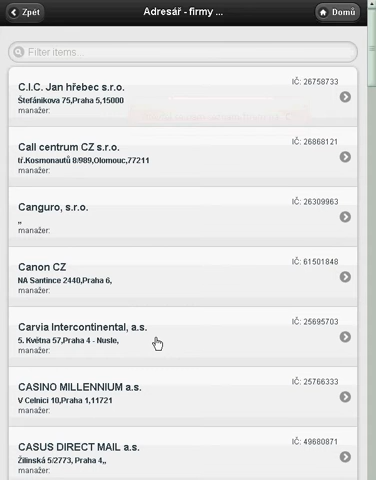 Zpět
Adresář - firmy ...
Domů
Filter items...
IČ: 26758733
C.I.C. Jan hřebec s.r.o.
Štefánikova 75,Praha 5,15000
manažer:
IČ: 26868121
Call centrum CZ s.r.o.
tř.Kosmonautů 8/989,Olomouc,77211
manažer:
IČ: 26309963
Canguro, s.r.o.
,,
manažer:
IČ: 61501848
Canon CZ
NA Santince 2440,Praha 6,
manažer:
IČ: 25695703
Carvia Intercontinental, a.s.
5. Května 57,Praha 4 - Nusle,
manažer:
IČ: 25766333
CASINO MILLENNIUM a.s.
V Celnici 10,Praha 1,11721
manažer:
IČ: 49680871
CASUS DIRECT MAIL a.s.
Žilinská 5/2773, Praha 4,,
manažer: